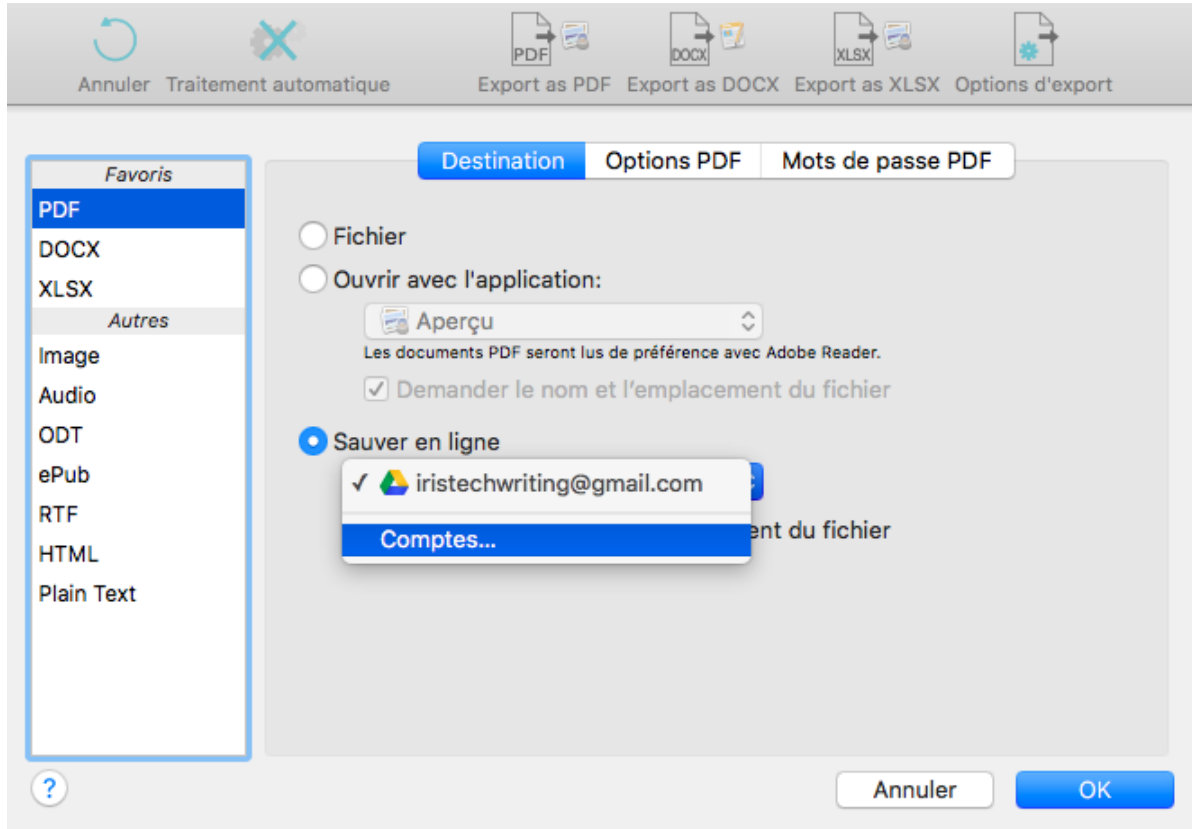 PDF DOCX XLSX
Annuler Traitement automatique Export as PDF Export as DOCX Export as XLSX Options d'export
Destination Options PDF Mots de passe PDF
Favoris
PDF
DOCX
XLSX
Autres
Image
Audio
ODT
ePub
RTF
HTML
Plain Text
Fichier
Ouvrir avec l'application:
Aperçu
Les documents PDF seront lus de préférence avec Adobe Reader.
Demander le nom et l’emplacement du fichier
Sauver en ligne
iristechwriting@gmail.com
Comptes...
du fichier
?
Annuler OK